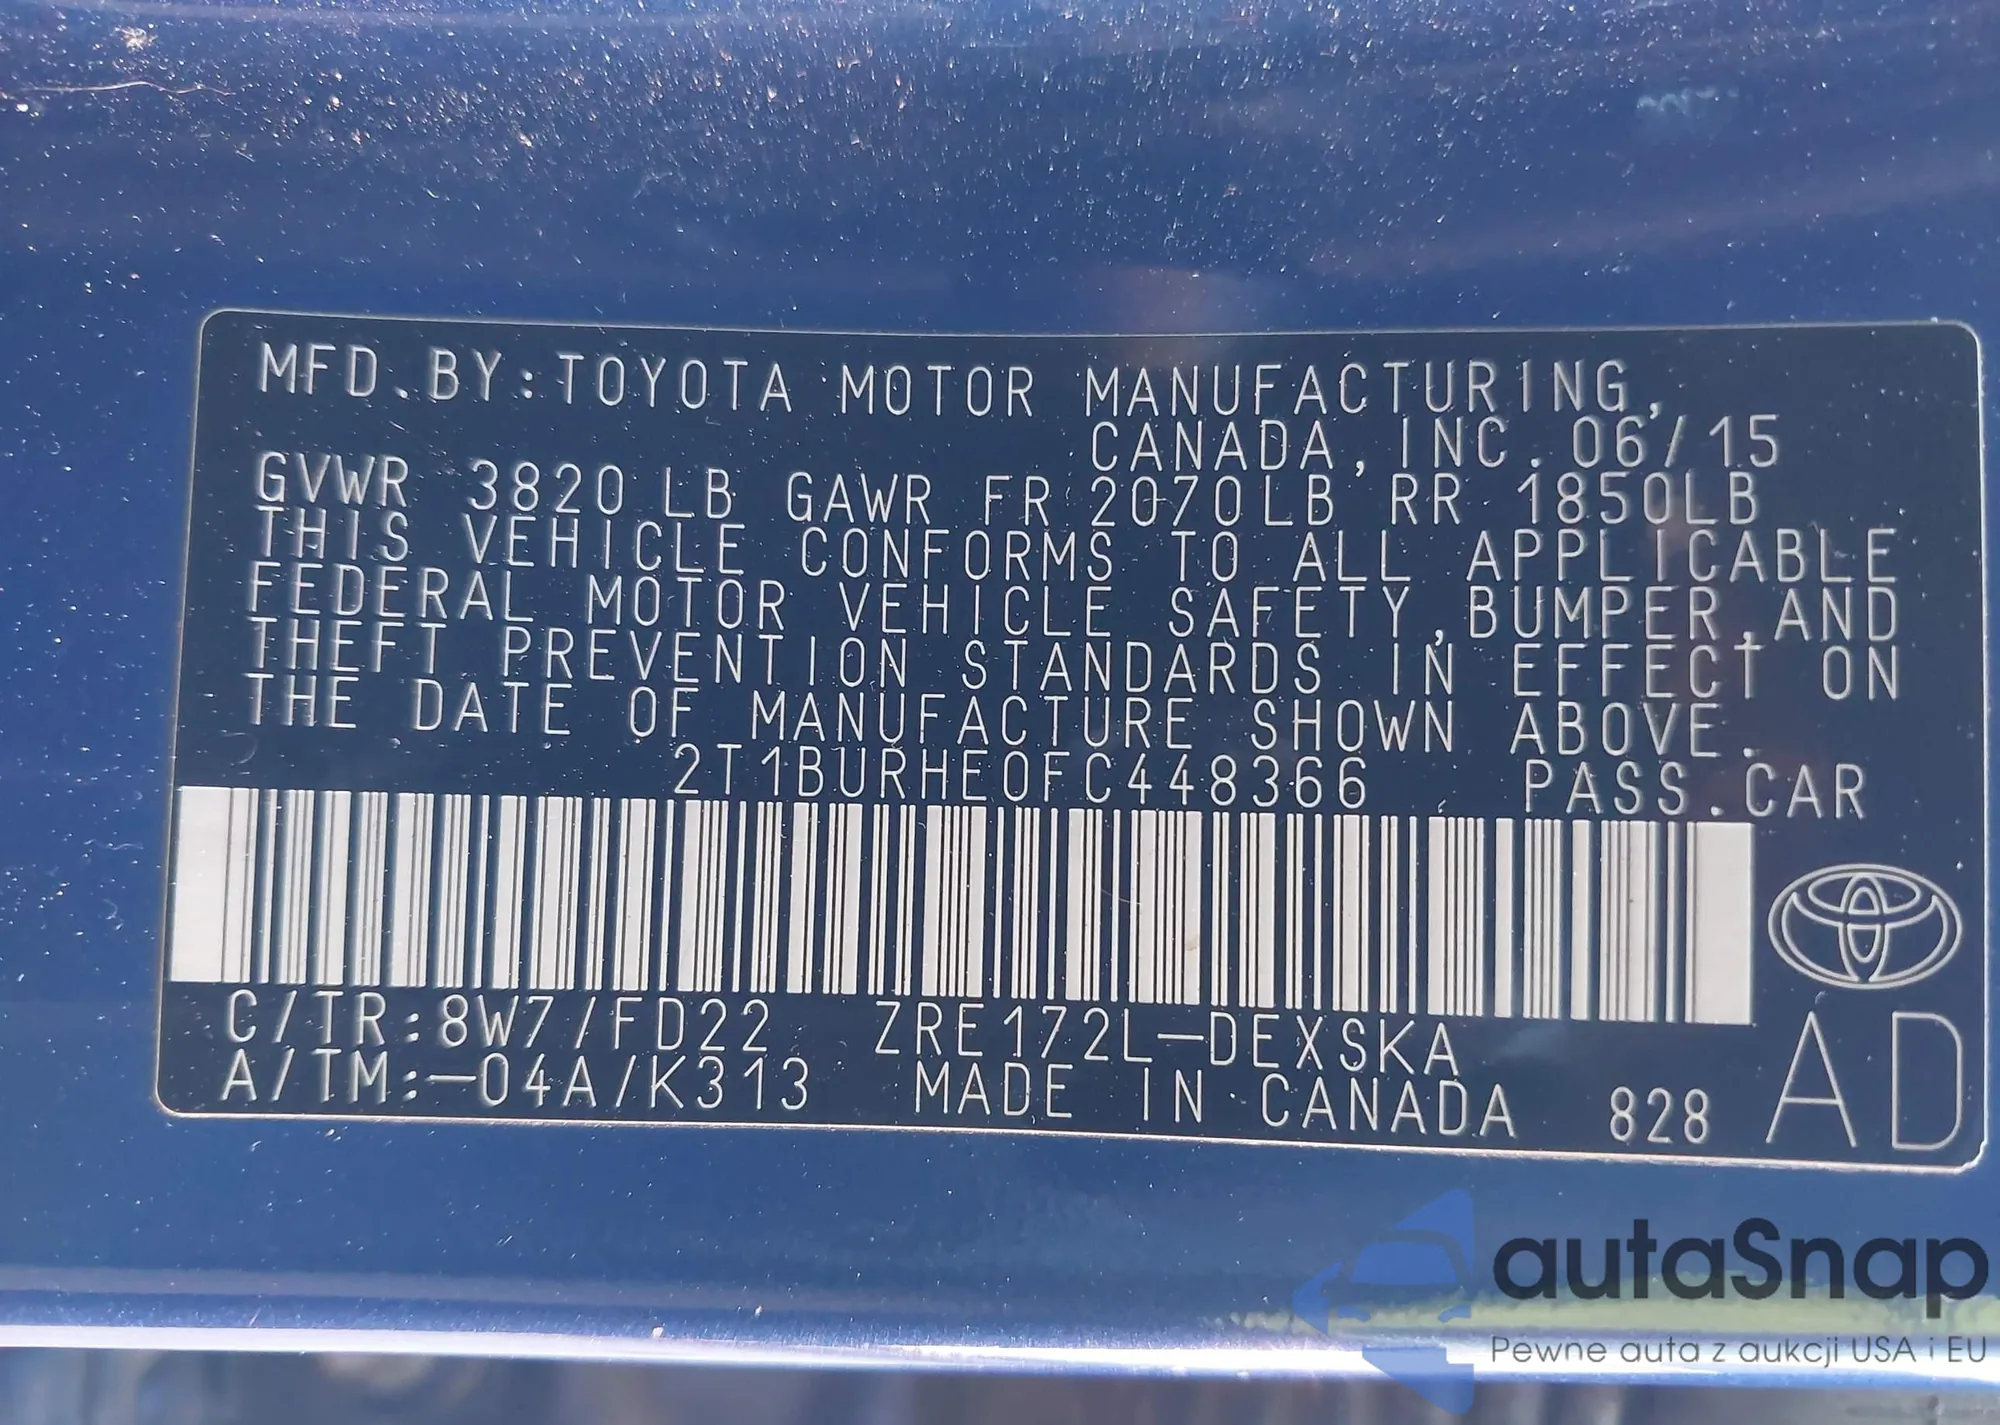 MFD.BY:TOYOTA MOTOR MANUFACTURING,
CANADA,INC.06/15
GVWR 3820LB GAWR FR 2070LB RR 1850LB
THIS VEHICLE CONFORMS TO ALL APPLICABLE
FEDERAL MOTOR VEHICLE SAFETY,BUMPER,AND
THEFT PREVENTION STANDARDS IN EFFECT ON
THE DATE OF MANUFACTURE SHOWN ABOVE.
2T1BURHE0FC448366 PASS.CAR
C/TR:8W7/FD22 ZRE172L-DEXSKA
A/TM:-04A/K313 MADE IN CANADA 828 AD
autaSnap
Pewne auta z aukcji USA i EU